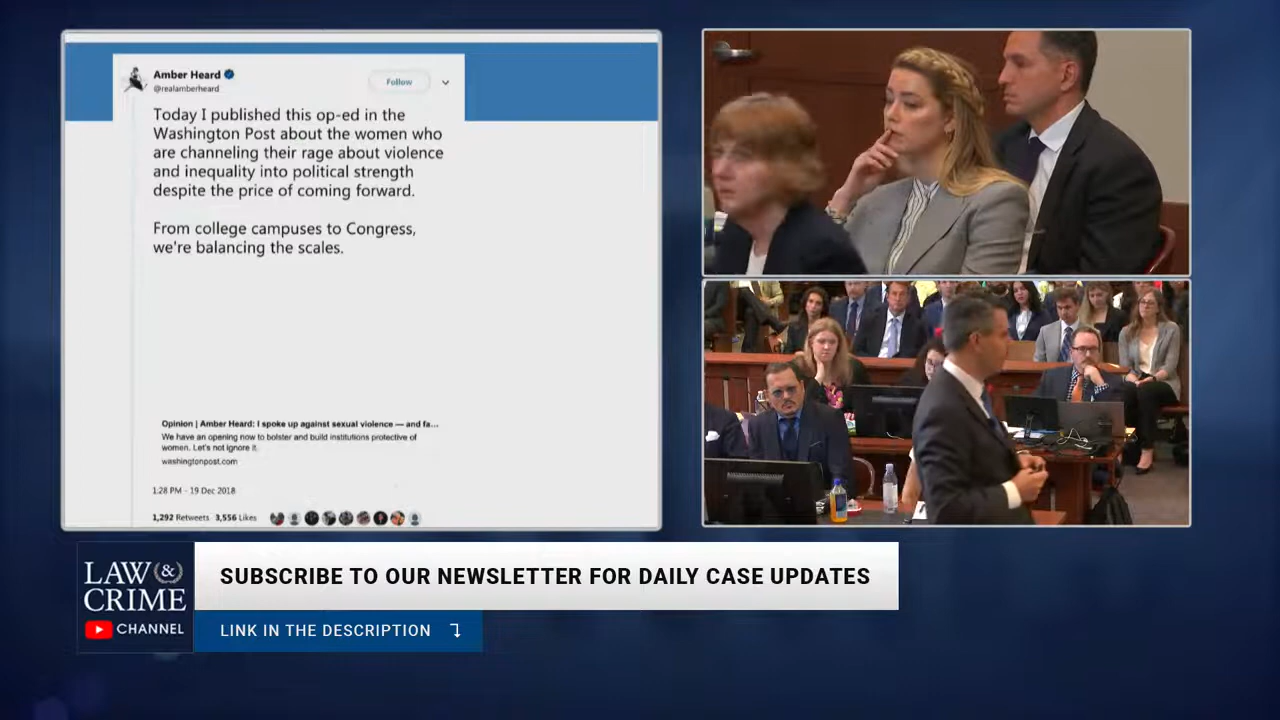 Amber Heard
@realamberheard
Follow
Today I published this op-ed in the
Washington Post about the women who
are channeling their rage about violence
and inequality into political strength
despite the price of coming forward.
From college campuses to Congress,
we're balancing the scales.
Opinion | Amber Heard: I spoke up against sexual violence — and fa...
We have an opening now to bolster and build institutions protective of
women. Let's not ignore it.
washingtonpost.com
1:28 PM - 19 Dec 2018
1,292 Retweets 3,556 Likes
LAW &
CRIME
CHANNEL
SUBSCRIBE TO OUR NEWSLETTER FOR DAILY CASE UPDATES
LINK IN THE DESCRIPTION